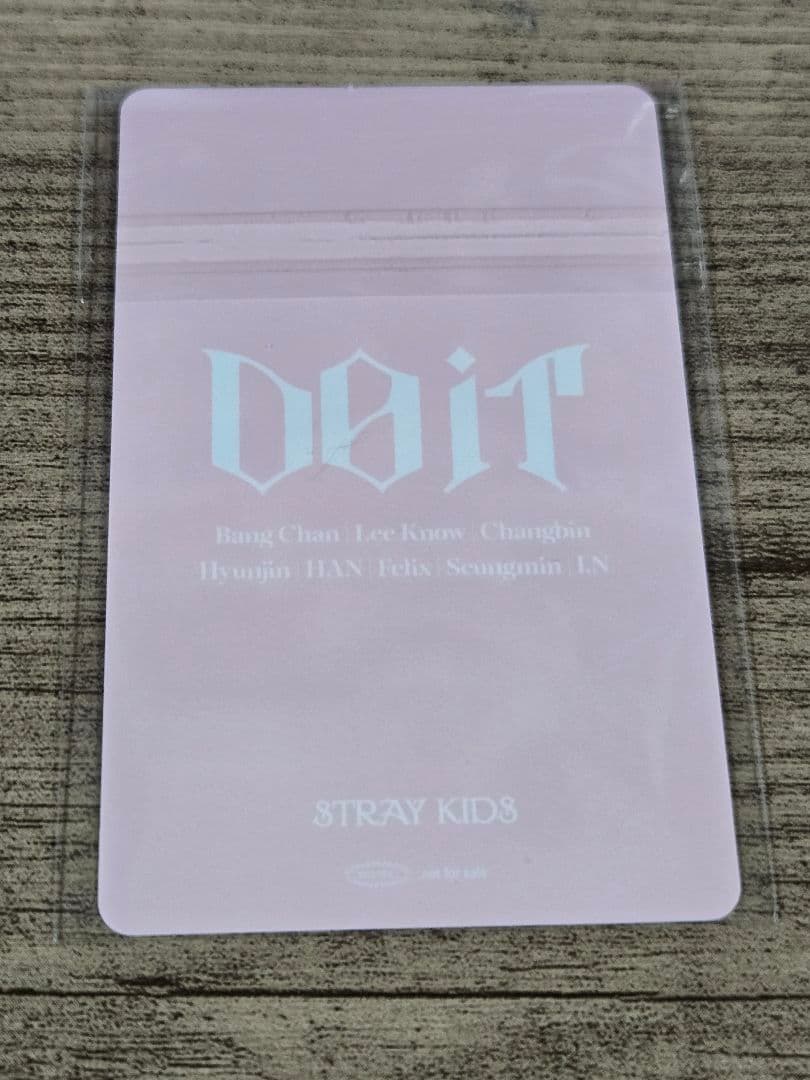 DO iT
Bang Chan | Lee Know | Changbin
Hyunjin | HAN | Felix | Seungmin | I.N
STRAY KIDS
not for sale